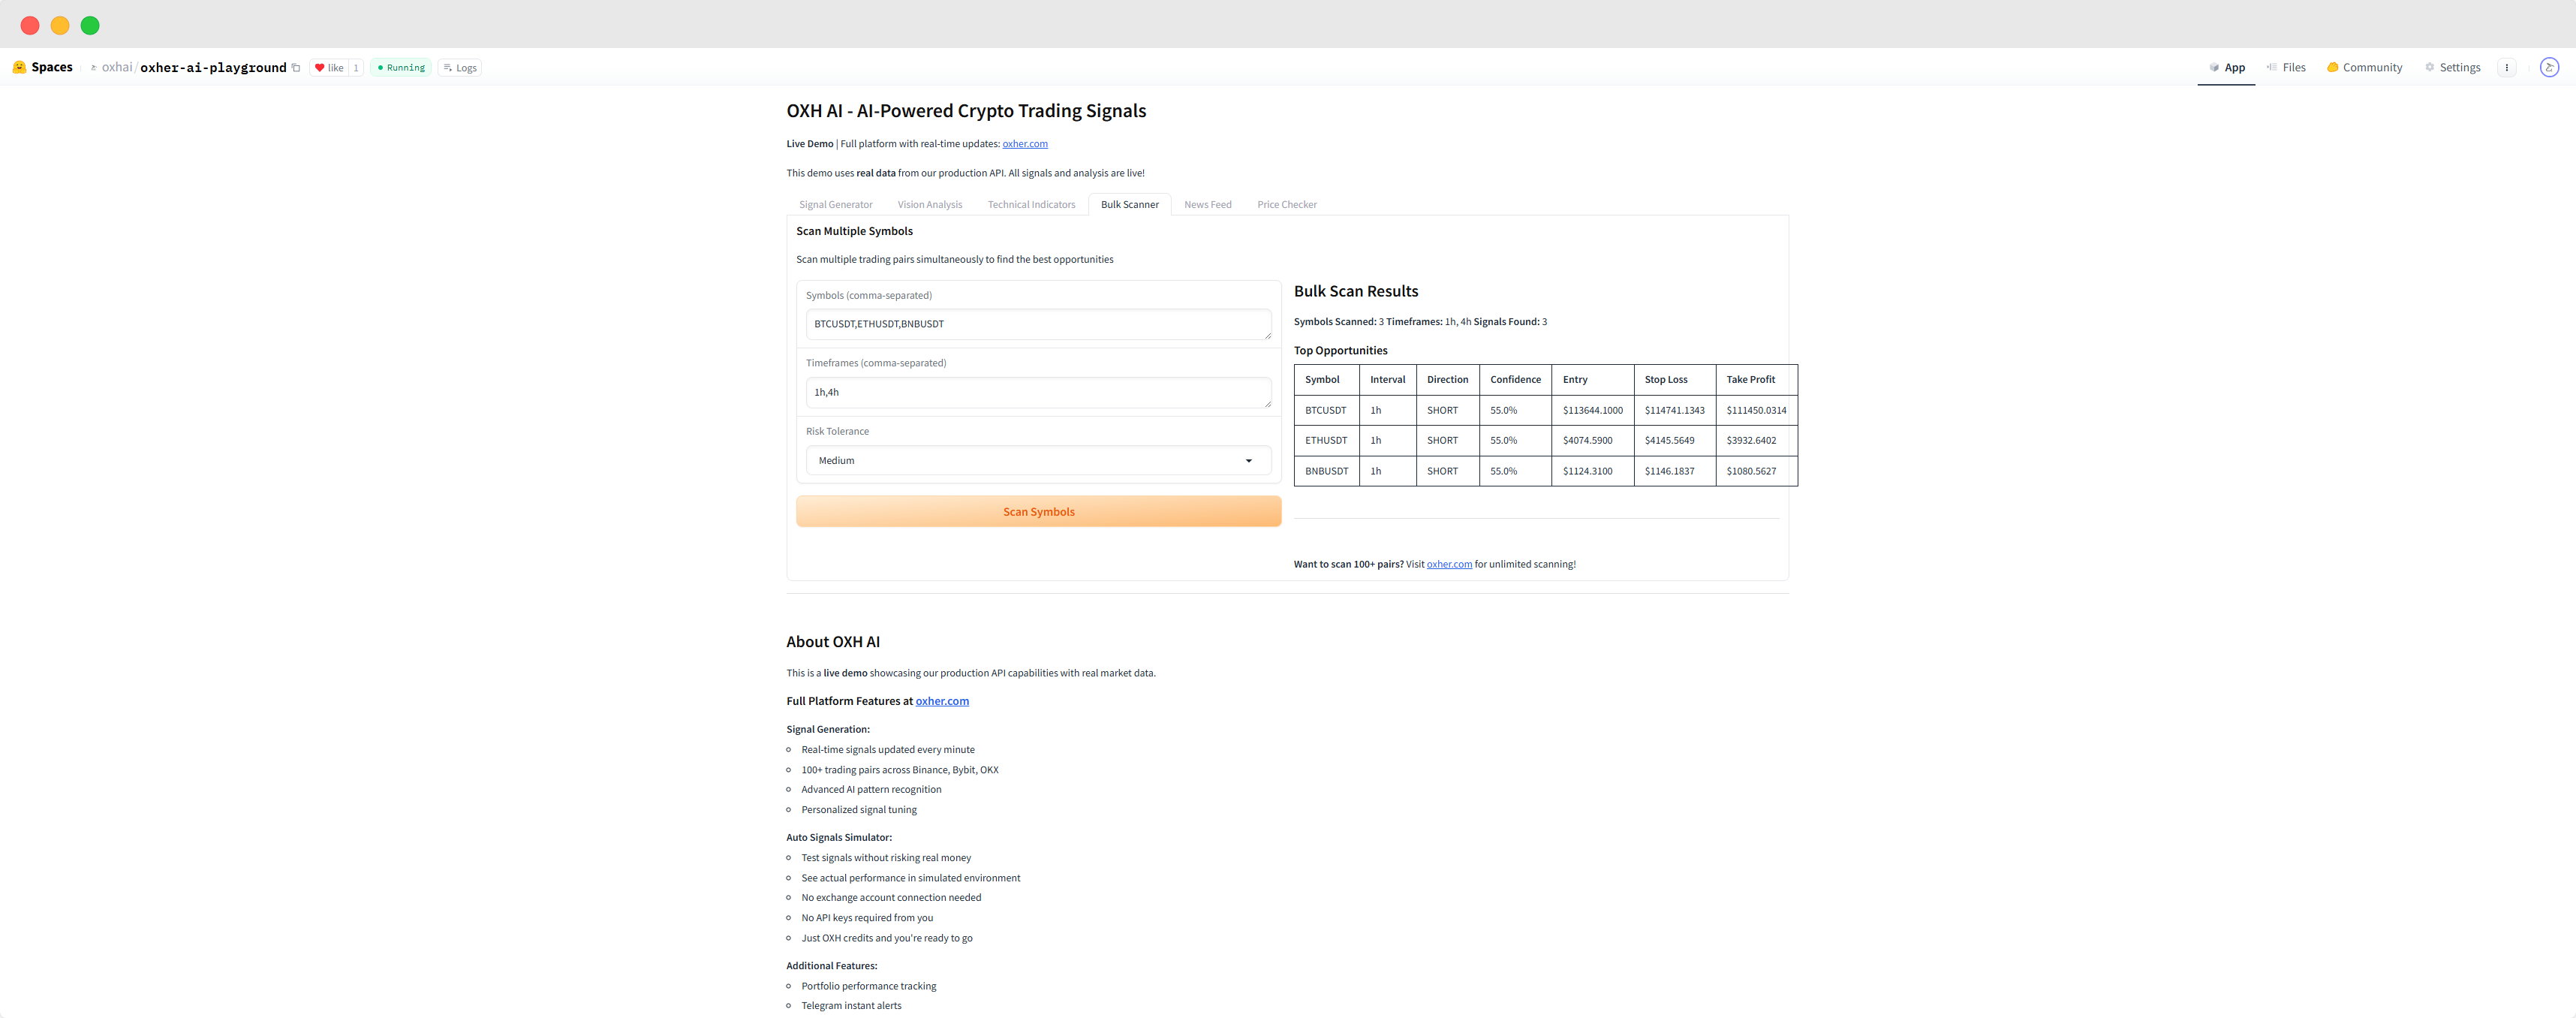 Spaces oxhai/oxher-ai-playground like 1 Running Logs App Files Community Settings
OXH AI - AI-Powered Crypto Trading Signals
Live Demo | Full platform with real-time updates: oxher.com
This demo uses real data from our production API. All signals and analysis are live!
Signal Generator Vision Analysis Technical Indicators Bulk Scanner News Feed Price Checker
Scan Multiple Symbols
Scan multiple trading pairs simultaneously to find the best opportunities
Symbols (comma-separated)
BTCUSDT,ETHUSDT,BNBUSDT
Timeframes (comma-separated)
1h,4h
Risk Tolerance
Medium
Scan Symbols
Bulk Scan Results
Symbols Scanned: 3 Timeframes: 1h, 4h Signals Found: 3
Top Opportunities
Symbol Interval Direction Confidence Entry Stop Loss Take Profit
BTCUSDT 1h SHORT 55.0% $113644.1000 $114741.1343 $111450.0314
ETHUSDT 1h SHORT 55.0% $4074.5900 $4145.5649 $3932.6402
BNBUSDT 1h SHORT 55.0% $1124.3100 $1146.1837 $1080.5627
Want to scan 100+ pairs? Visit oxher.com for unlimited scanning!
About OXH AI
This is a live demo showcasing our production API capabilities with real market data.
Full Platform Features at oxher.com
Signal Generation:
Real-time signals updated every minute
100+ trading pairs across Binance, Bybit, OKX
Advanced AI pattern recognition
Personalized signal tuning
Auto Signals Simulator:
Test signals without risking real money
See actual performance in simulated environment
No exchange account connection needed
No API keys required from you
Just OXH credits and you're ready to go
Additional Features:
Portfolio performance tracking
Telegram instant alerts